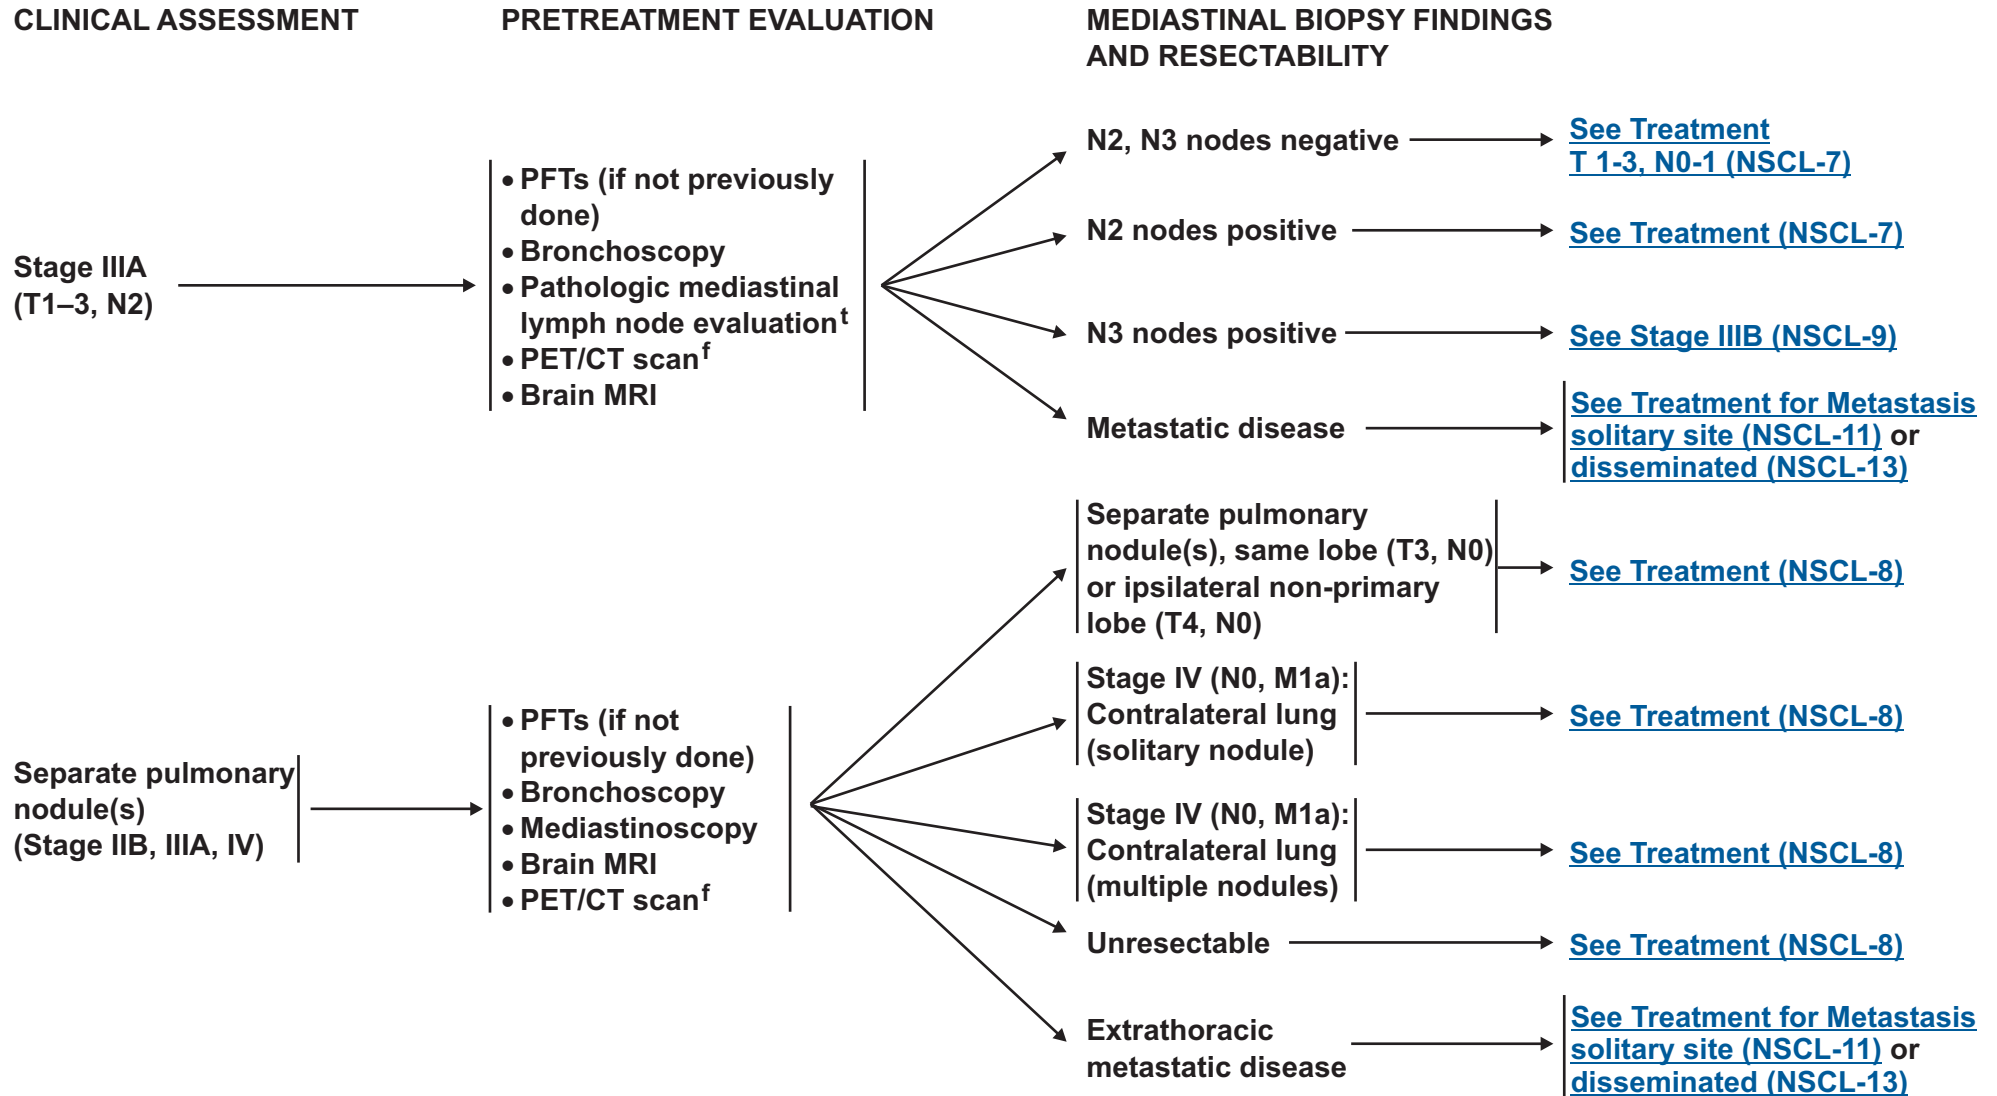 CLINICAL ASSESSMENT
PRETREATMENT EVALUATION
MEDIASTINAL BIOPSY FINDINGS
AND RESECTABILITY
Stage IIIA
(T1–3, N2)
• PFTs (if not previously
done)
• Bronchoscopy
• Pathologic mediastinal
lymph node evaluation t
• PET/CT scan f
• Brain MRI
N2, N3 nodes negative
See Treatment
T 1-3, N0-1 (NSCL-7)
N2 nodes positive
See Treatment (NSCL-7)
N3 nodes positive
See Stage IIIB (NSCL-9)
Metastatic disease
See Treatment for Metastasis
solitary site (NSCL-11) or
disseminated (NSCL-13)
Separate pulmonary
nodule(s)
(Stage IIB, IIIA, IV)
• PFTs (if not
previously done)
• Bronchoscopy
• Mediastinoscopy
• Brain MRI
• PET/CT scan f
Separate pulmonary
nodule(s), same lobe (T3, N0)
or ipsilateral non-primary
lobe (T4, N0)
See Treatment (NSCL-8)
Stage IV (N0, M1a):
Contralateral lung
(solitary nodule)
See Treatment (NSCL-8)
Stage IV (N0, M1a):
Contralateral lung
(multiple nodules)
See Treatment (NSCL-8)
Unresectable
See Treatment (NSCL-8)
Extrathoracic
metastatic disease
See Treatment for Metastasis
solitary site (NSCL-11) or
disseminated (NSCL-13)